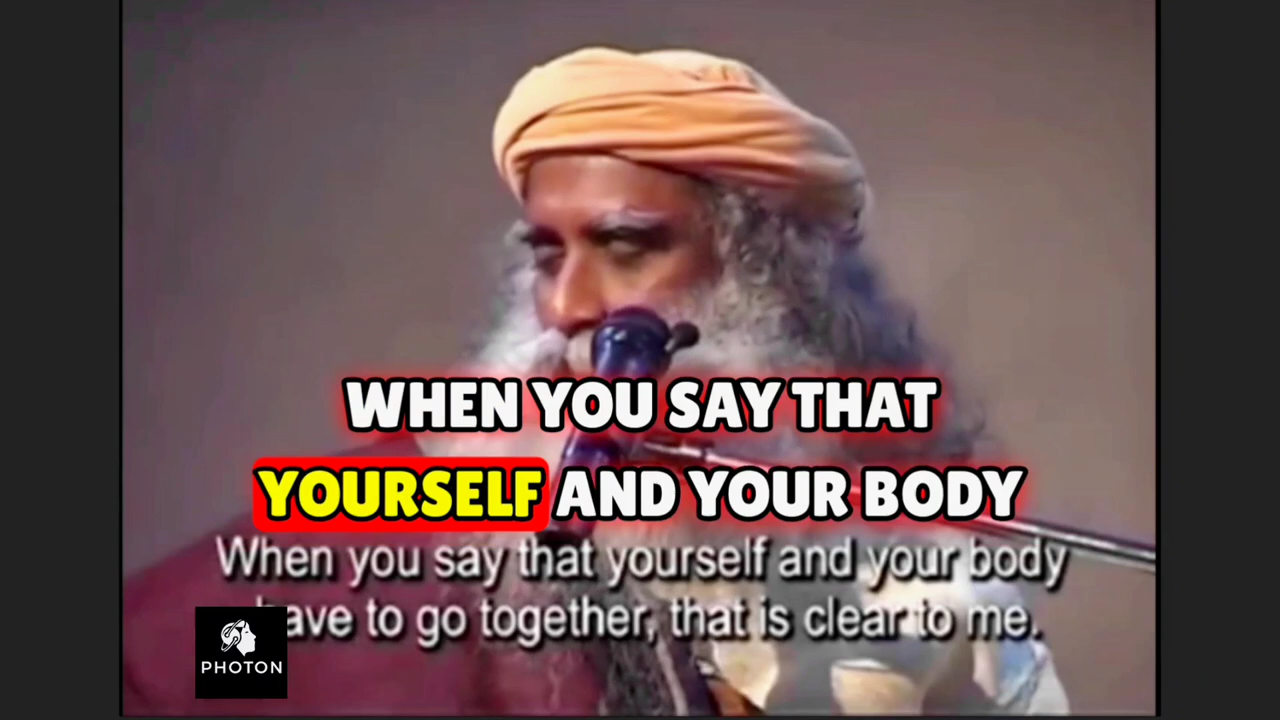 WHEN YOU SAY THAT
YOURSELF AND YOUR BODY
When you say that yourself and your body
ave to go together, that is clear to me.
PHOTON